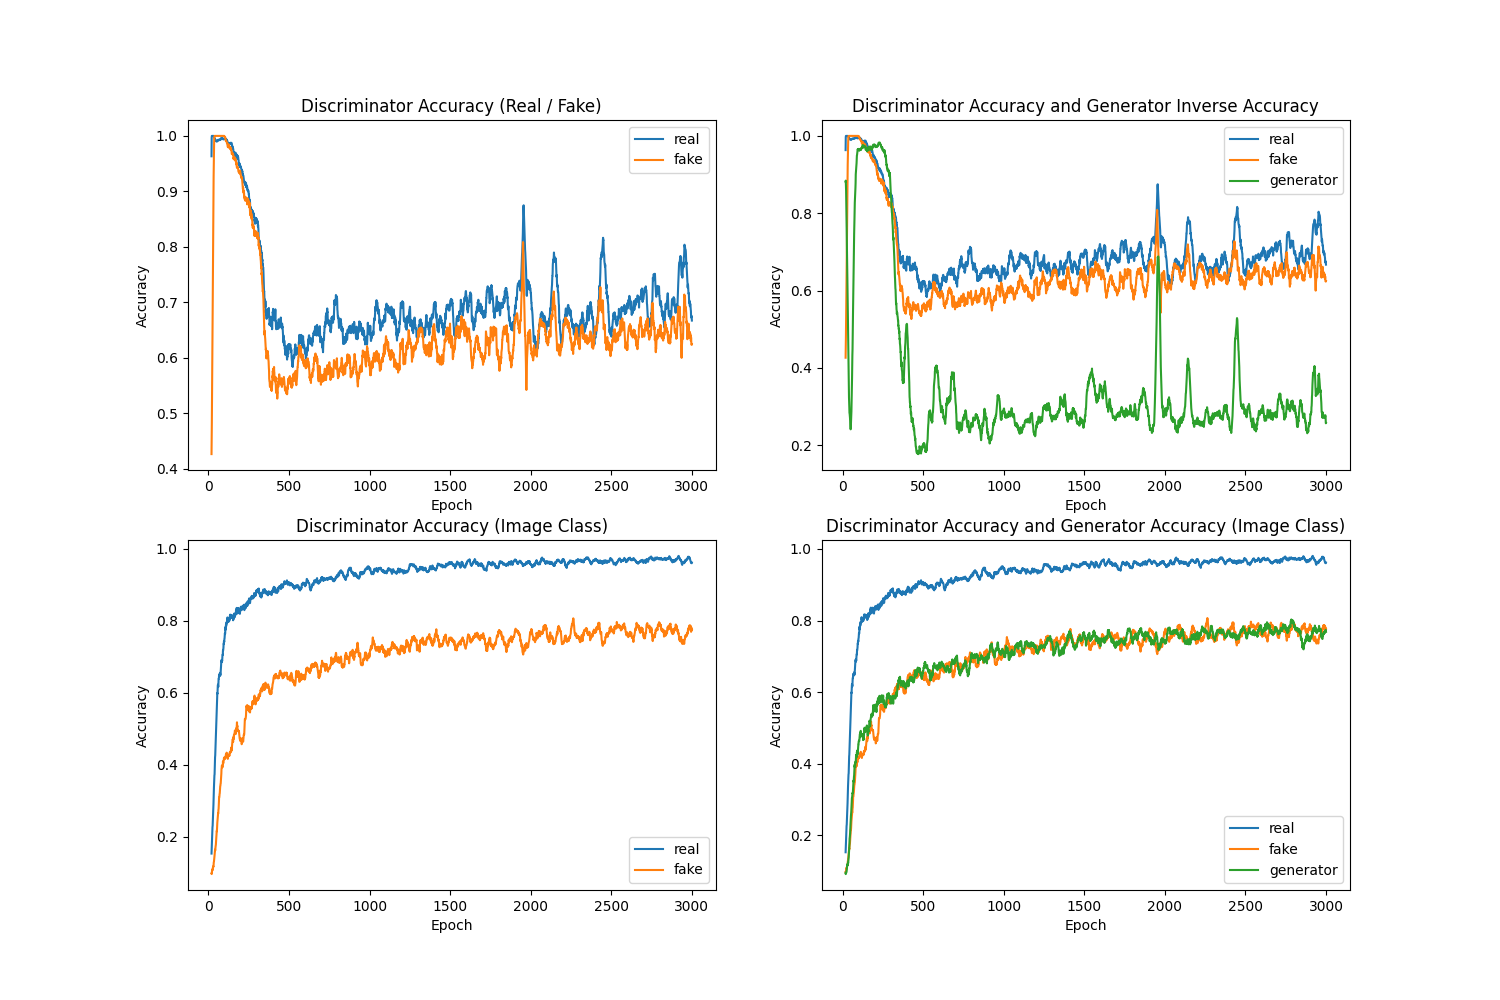 Discriminator Accuracy (Real / Fake)
1.0
0.9
0.8
0.7
0.6
0.5
0.4
Accuracy
0 500 1000 1500 2000 2500 3000
Epoch
real
fake
Discriminator Accuracy and Generator Inverse Accuracy
1.0
0.8
0.6
0.4
0.2
Accuracy
0 500 1000 1500 2000 2500 3000
Epoch
real
fake
generator
Discriminator Accuracy (Image Class)
1.0
0.8
0.6
0.4
0.2
Accuracy
0 500 1000 1500 2000 2500 3000
Epoch
real
fake
Discriminator Accuracy and Generator Accuracy (Image Class)
1.0
0.8
0.6
0.4
0.2
Accuracy
0 500 1000 1500 2000 2500 3000
Epoch
real
fake
generator